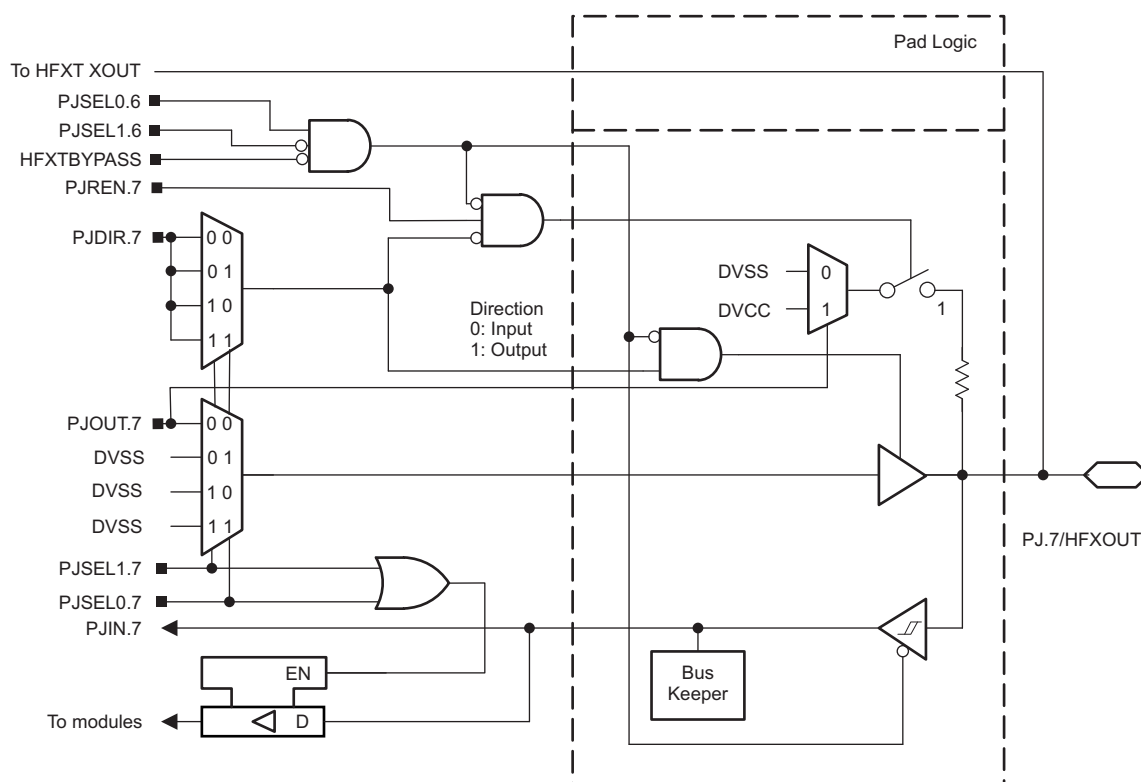 Pad Logic
To HFXT XOUT
PJSEL0.6
PJSEL1.6
HFXTBYPASS
PJREN.7
PJDIR.7
0 0
0 1
1 0
1 1
Direction
0: Input
1: Output
DVSS
0
DVCC
1
1
PJOUT.7
0 0
DVSS
0 1
DVSS
1 0
DVSS
1 1
PJ.7/HFXOUT
PJSEL1.7
PJSEL0.7
PJIN.7
EN
Bus
Keeper
To modules
D